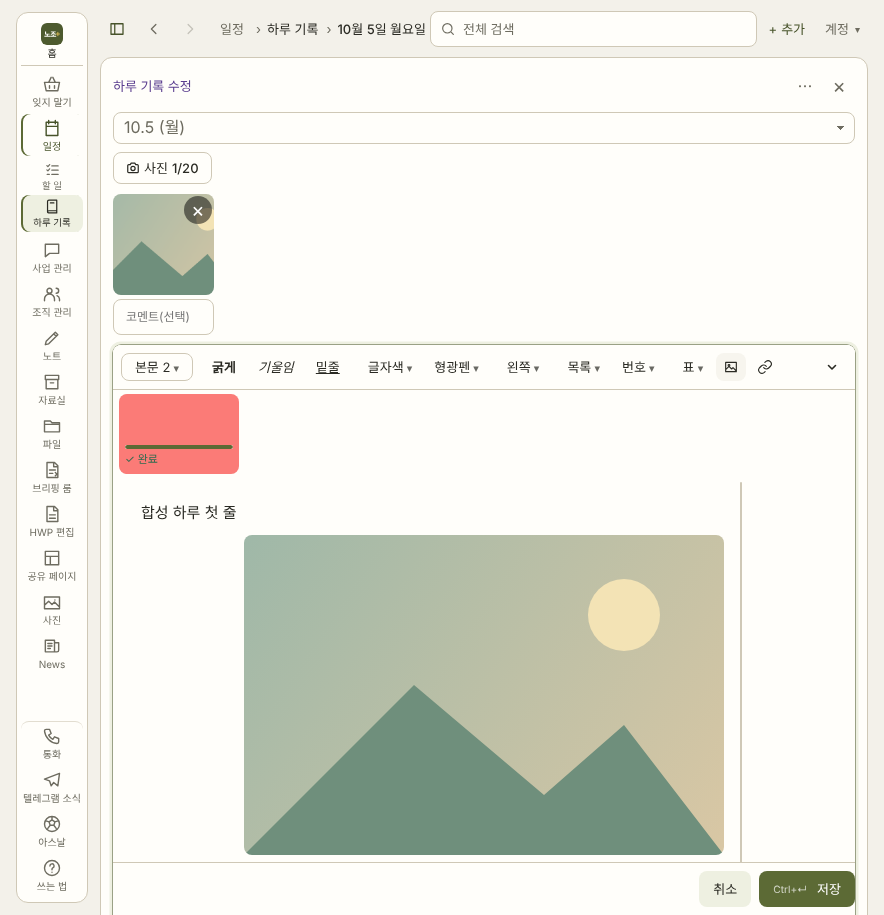 노조+
홈
잊지 말기
일정
할 일
하루 기록
사업 관리
조직 관리
노트
자료실
파일
브리핑 룸
HWP 편집
공유 페이지
사진
News
통화
텔레그램 소식
아스날
쓰는 법
일정 › 하루 기록 › 10월 5일 월요일
전체 검색
+ 추가
계정 ▾
하루 기록 수정
10.5 (월)
사진 1/20
코멘트(선택)
본문 2 ▾ 굵게 기울임 밑줄 글자색 ▾ 형광펜 ▾ 왼쪽 ▾ 목록 ▾ 번호 ▾ 표 ▾
✓ 완료
합성 하루 첫 줄
취소
Ctrl+↵ 저장